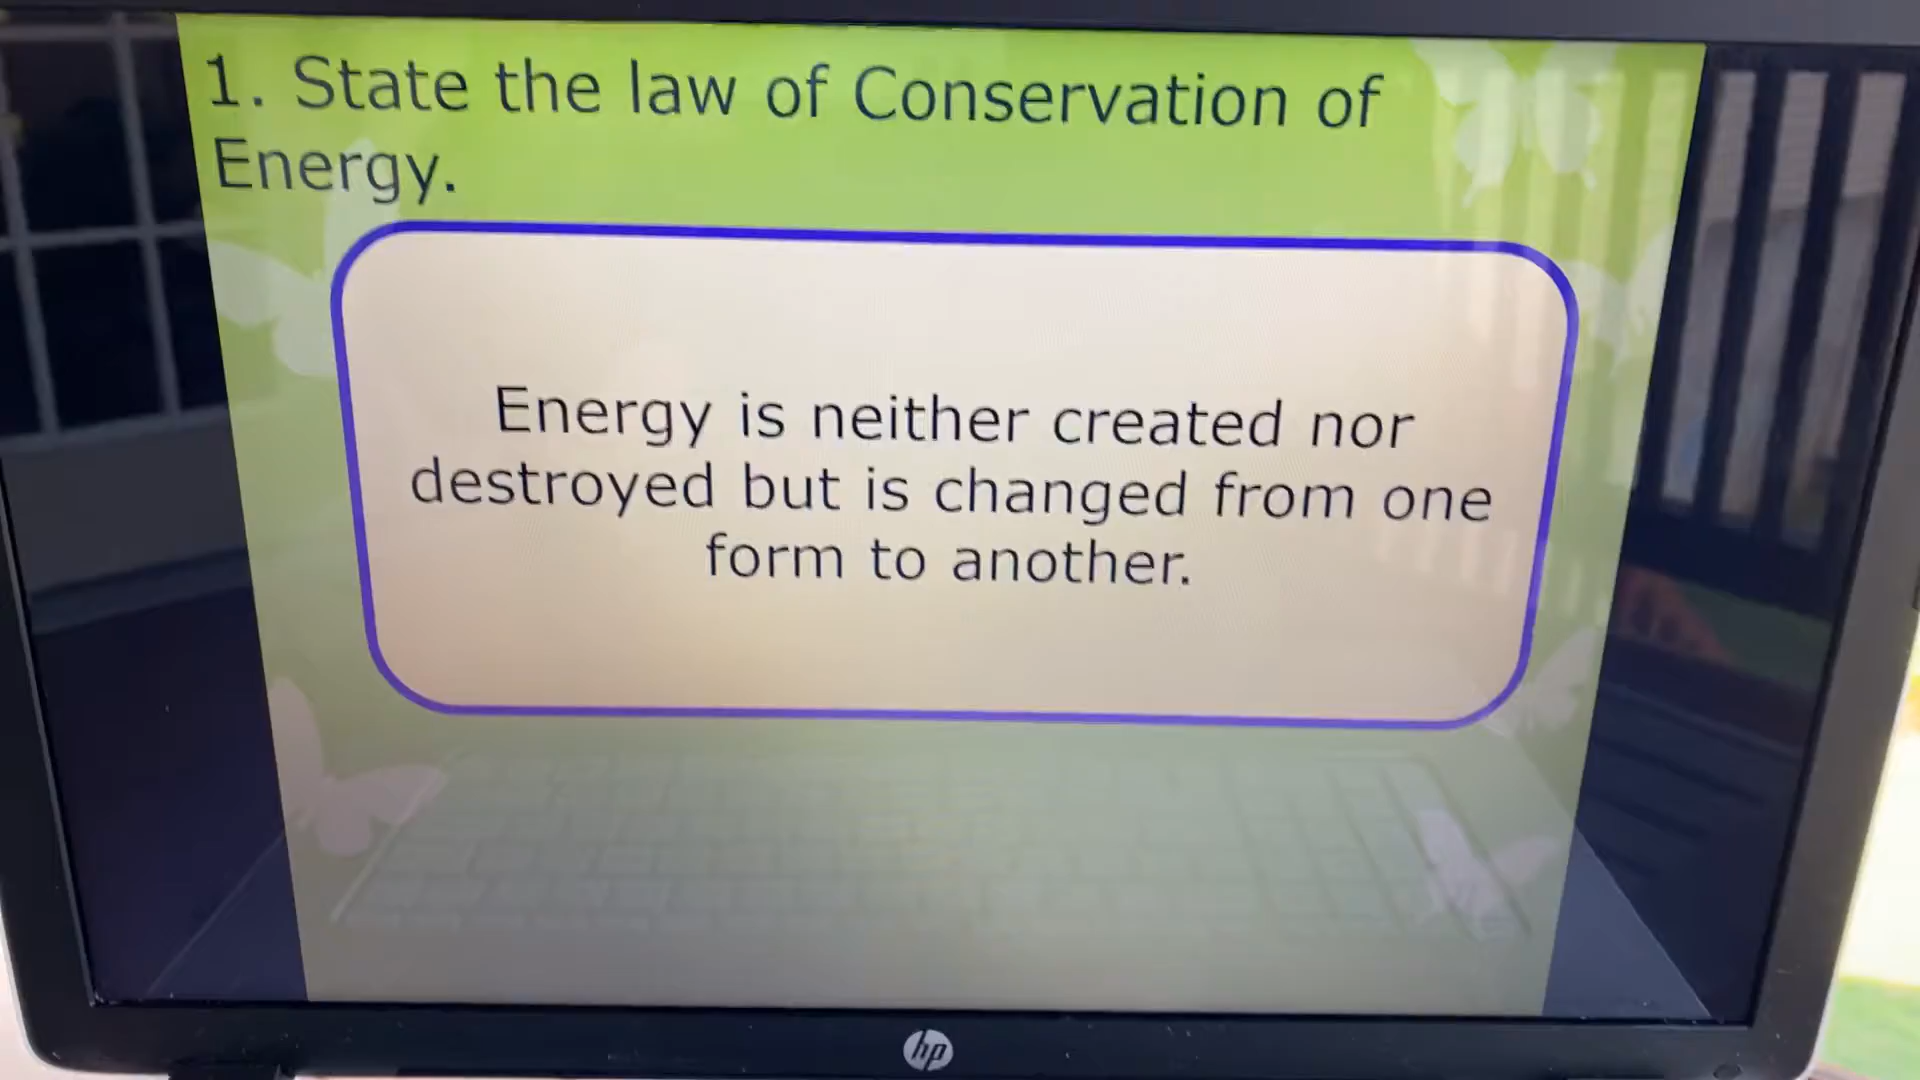 1. State the law of Conservation of
Energy.
Energy is neither created nor
destroyed but is changed from one
form to another.
hp